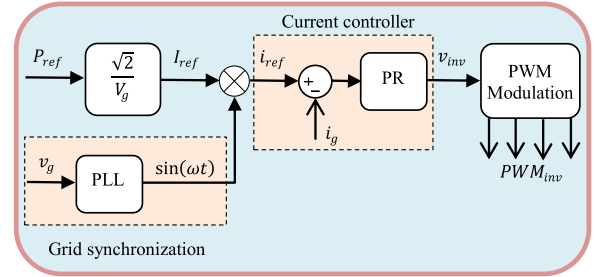 Current controller
P_ref
√2
V_g
I_ref
i_ref
+
−
PR
v_inv
PWM
Modulation
i_g
v_g
PLL
sin(ωt)
PWM_inv
Grid synchronization